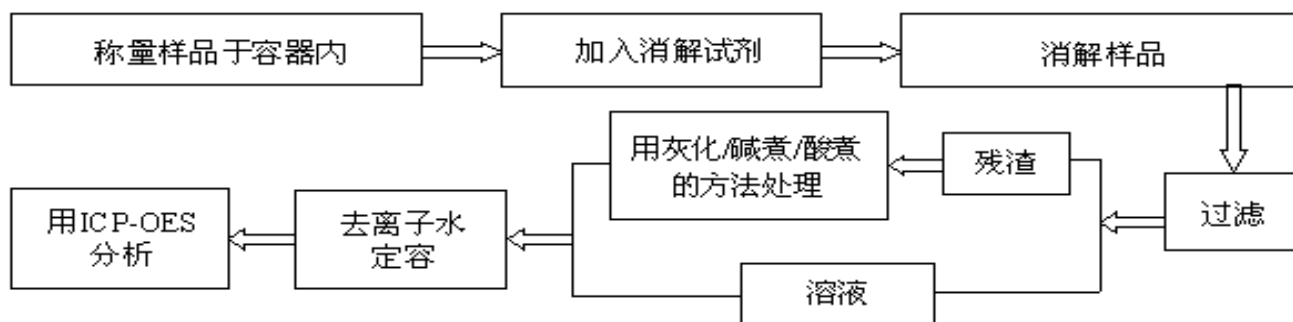 称量样品于容器内
加入消解试剂
消解样品
过滤
残渣
用灰化/碱煮/酸煮
的方法处理
溶液
去离子水
定容
用ICP-OES
分析